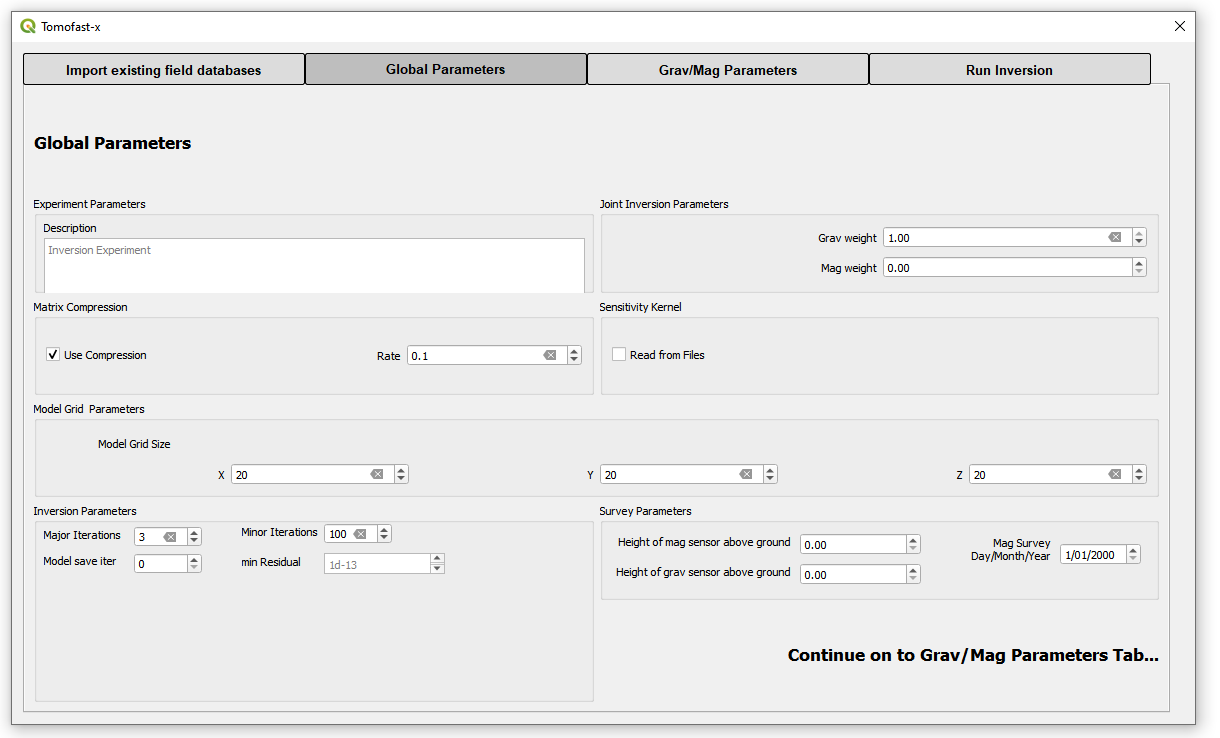 Tomofast-x
Import existing field databases
Global Parameters
Grav/Mag Parameters
Run Inversion
Global Parameters
Experiment Parameters
Description
Inversion Experiment
Joint Inversion Parameters
Grav weight 1.00
Mag weight 0.00
Matrix Compression
Use Compression
Rate 0.1
Sensitivity Kernel
Read from Files
Model Grid  Parameters
Model Grid Size
X 20
Y 20
Z 20
Inversion Parameters
Major Iterations 3
Minor Iterations 100
Model save iter 0
min Residual 1d-13
Survey Parameters
Height of mag sensor above ground 0.00
Height of grav sensor above ground 0.00
Mag Survey
Day/Month/Year 1/01/2000
Continue on to Grav/Mag Parameters Tab...